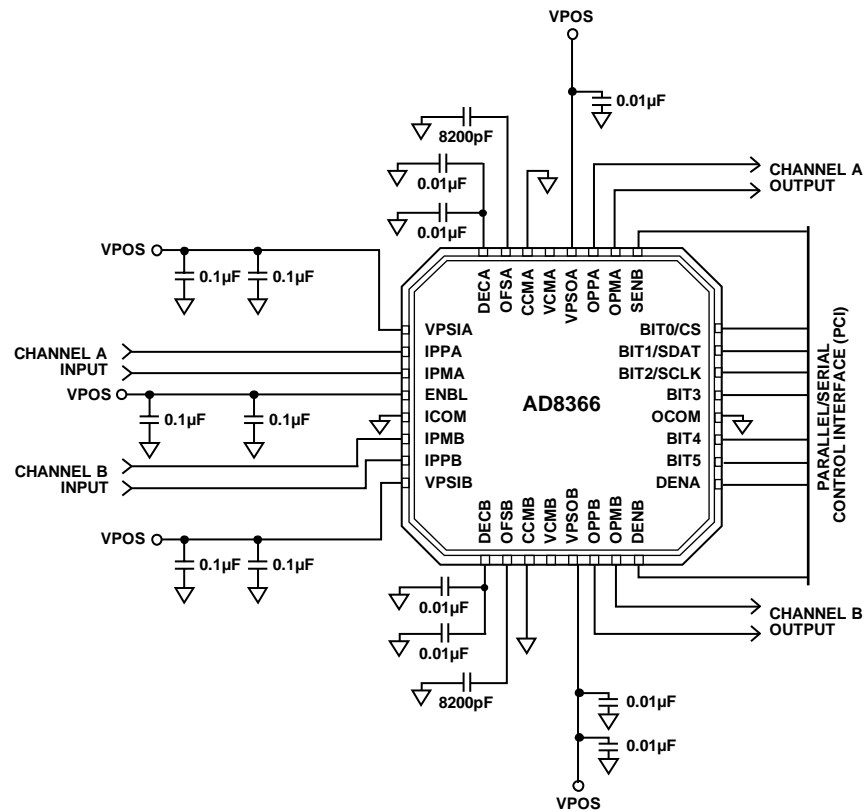 VPOS
0.01µF
8200pF
0.01µF
0.01µF
CHANNEL A
OUTPUT
VPOS
0.1µF
0.1µF
DECA
OFSA
CCMA
VCMA
VPSOA
OPPA
OPMA
SENB
VPSIA
IPPA
IPMA
ENBL
ICOM
IPMB
IPPB
VPSIB
CHANNEL A
INPUT
VPOS
0.1µF
0.1µF
CHANNEL B
INPUT
VPOS
0.1µF
0.1µF
AD8366
BIT0/CS
BIT1/SDAT
BIT2/SCLK
BIT3
OCOM
BIT4
BIT5
DENA
PARALLEL/SERIAL
CONTROL INTERFACE (PCI)
DECB
OFSB
CCMB
VCMB
VPSOB
OPPB
OPMB
DENB
0.01µF
0.01µF
8200pF
CHANNEL B
OUTPUT
0.01µF
0.01µF
VPOS